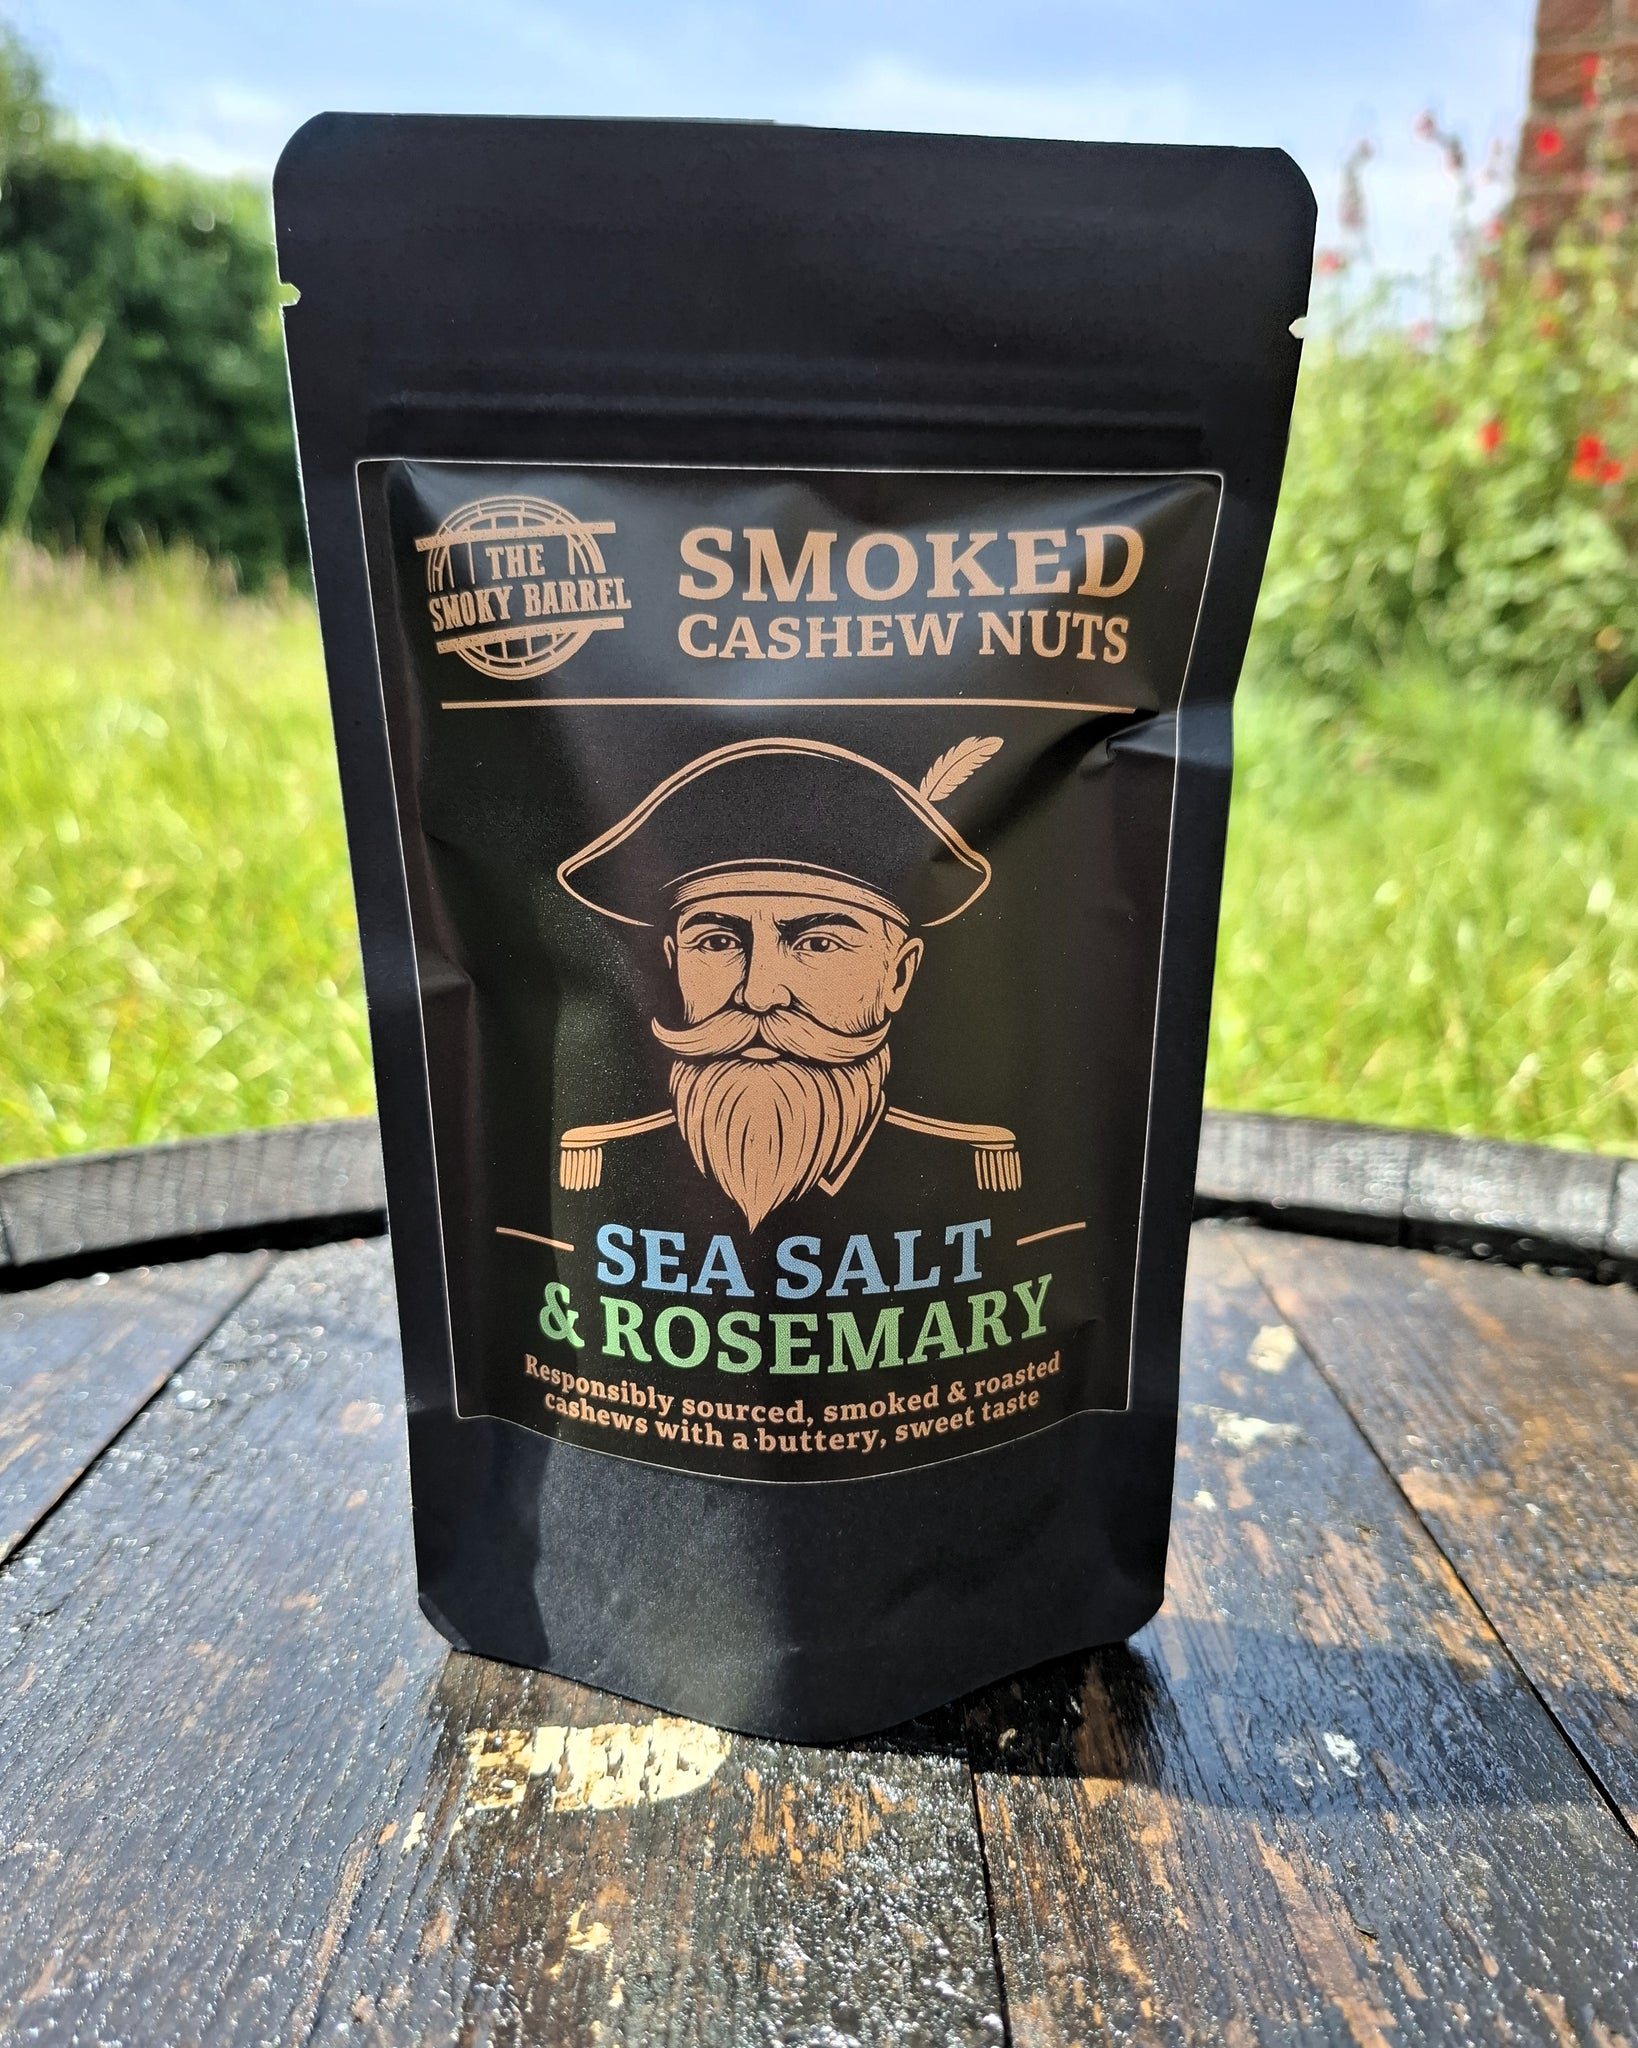 THE
SMOKY BARREL
SMOKED
CASHEW NUTS
SEA SALT
& ROSEMARY
Responsibly sourced, smoked & roasted
cashews with a buttery, sweet taste